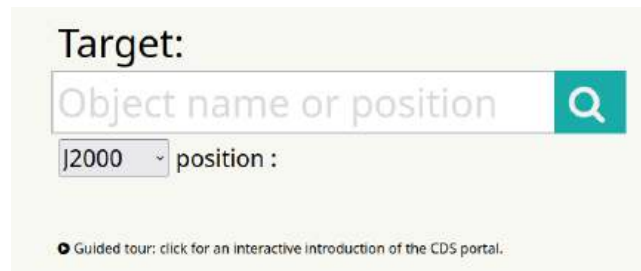 Target:
Object name or position
J2000 position :
Guided tour: click for an interactive introduction of the CDS portal.